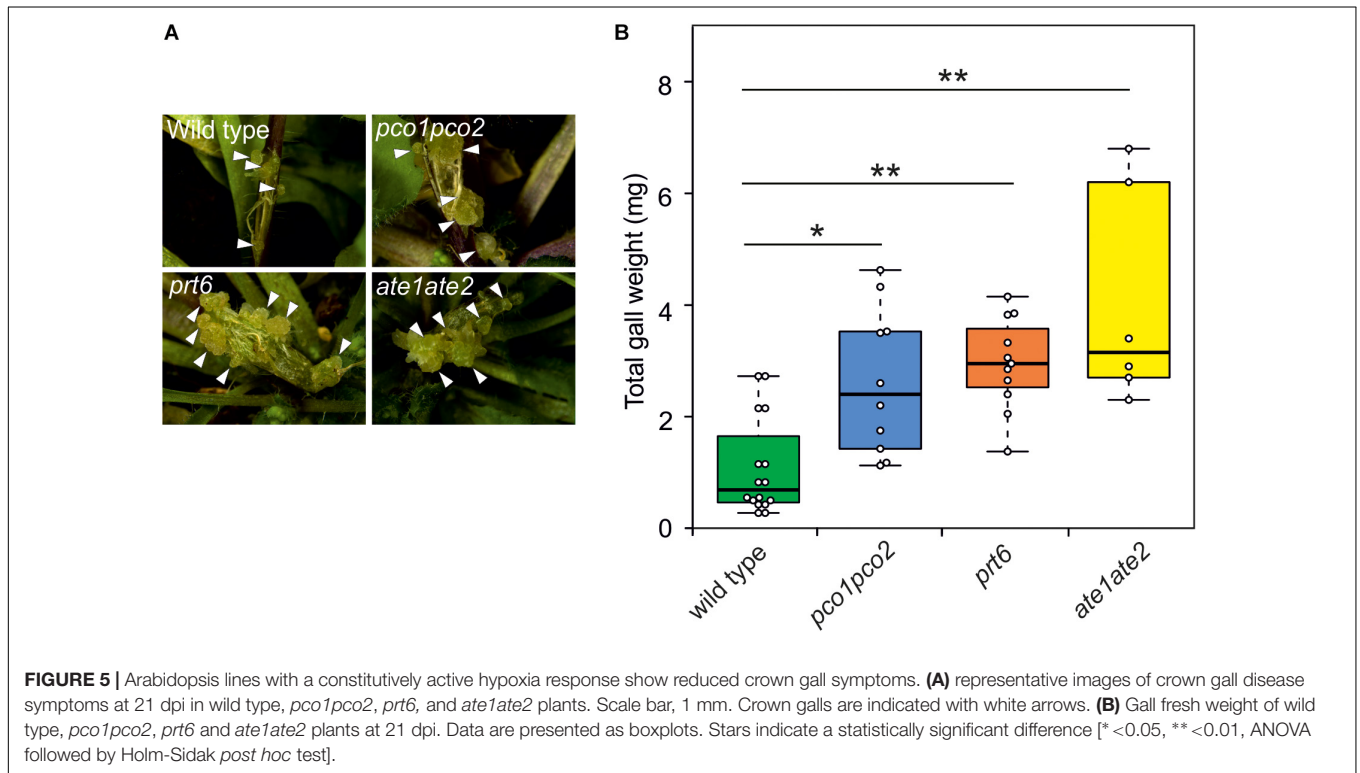 A
B
Wild type
pco1pco2
prt6
ate1ate2
Total gall weight (mg)
8
6
4
2
0
**
**
*
wild type
pco1pco2
prt6
ate1ate2
FIGURE 5 | Arabidopsis lines with a constitutively active hypoxia response show reduced crown gall symptoms. (A) representative images of crown gall disease
symptoms at 21 dpi in wild type, pco1pco2, prt6, and ate1ate2 plants. Scale bar, 1 mm. Crown galls are indicated with white arrows. (B) Gall fresh weight of wild
type, pco1pco2, prt6 and ate1ate2 plants at 21 dpi. Data are presented as boxplots. Stars indicate a statistically significant difference [* <0.05, ** <0.01, ANOVA
followed by Holm-Sidak post hoc test].